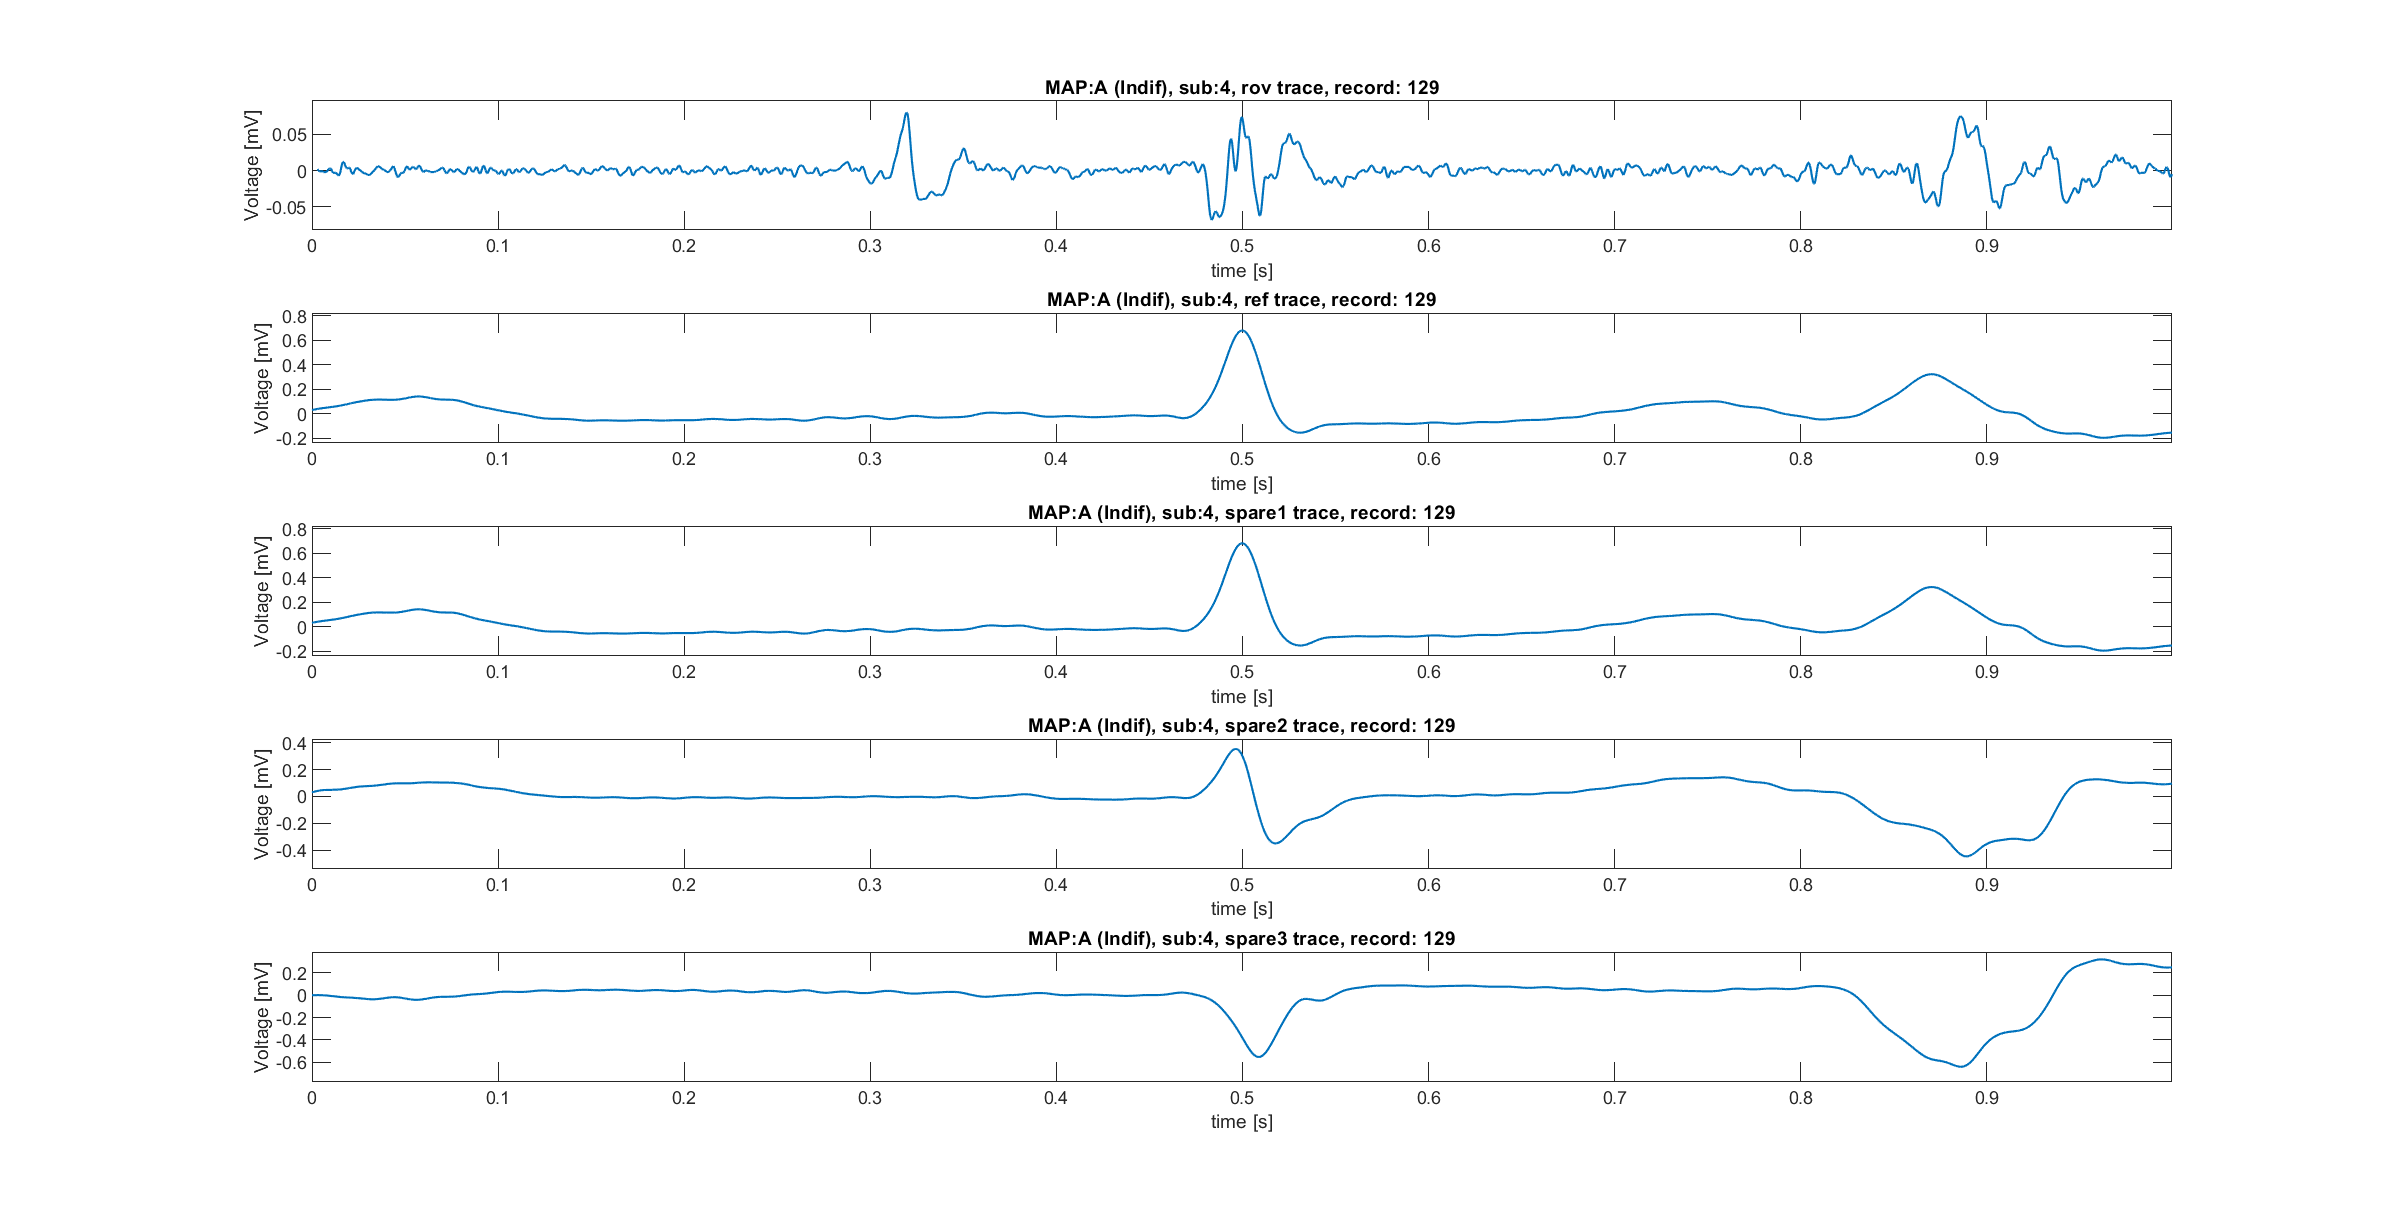 MAP:A (Indif), sub:4, rov trace, record: 129
Voltage [mV]
0.05
0
-0.05
0 0.1 0.2 0.3 0.4 0.5 0.6 0.7 0.8 0.9
time [s]
MAP:A (Indif), sub:4, ref trace, record: 129
Voltage [mV]
0.8
0.6
0.4
0.2
0
-0.2
0 0.1 0.2 0.3 0.4 0.5 0.6 0.7 0.8 0.9
time [s]
MAP:A (Indif), sub:4, spare1 trace, record: 129
Voltage [mV]
0.8
0.6
0.4
0.2
0
-0.2
0 0.1 0.2 0.3 0.4 0.5 0.6 0.7 0.8 0.9
time [s]
MAP:A (Indif), sub:4, spare2 trace, record: 129
Voltage [mV]
0.4
0.2
0
-0.2
-0.4
0 0.1 0.2 0.3 0.4 0.5 0.6 0.7 0.8 0.9
time [s]
MAP:A (Indif), sub:4, spare3 trace, record: 129
Voltage [mV]
0.2
0
-0.2
-0.4
-0.6
0 0.1 0.2 0.3 0.4 0.5 0.6 0.7 0.8 0.9
time [s]